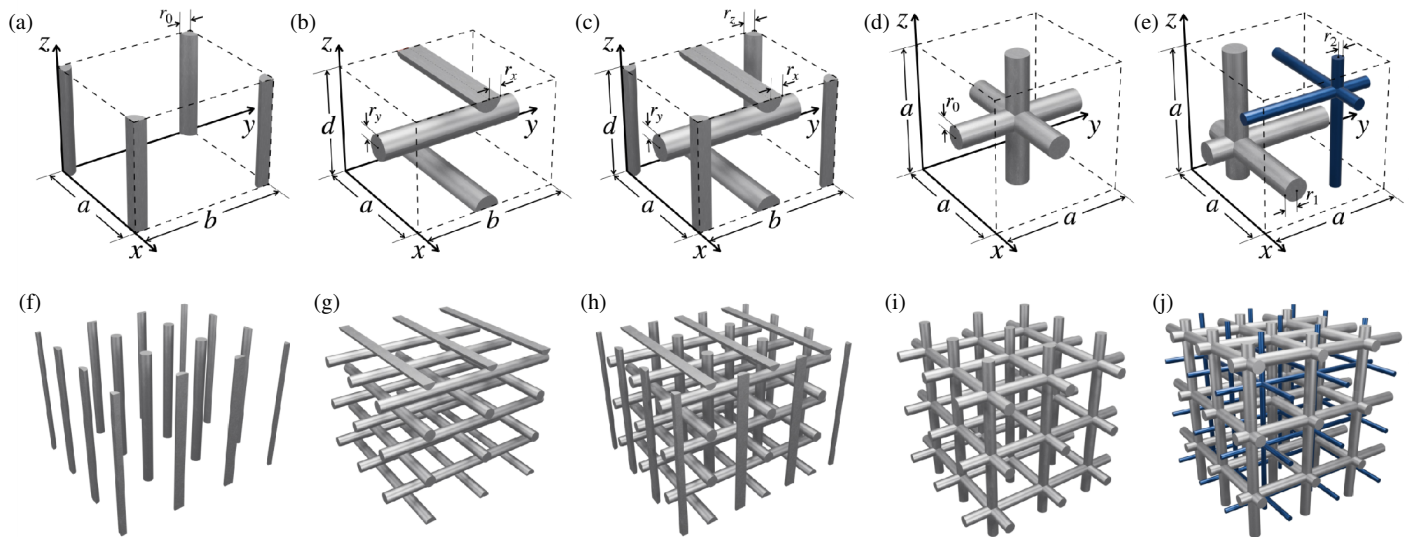 (a) r0 z y d a b x
(b) z rx ry d y a b x
(c) rz z rx ry d y a b x
(d) z r0 a y a a x
(e) r2 z a y r1 a a x
(f)
(g)
(h)
(i)
(j)